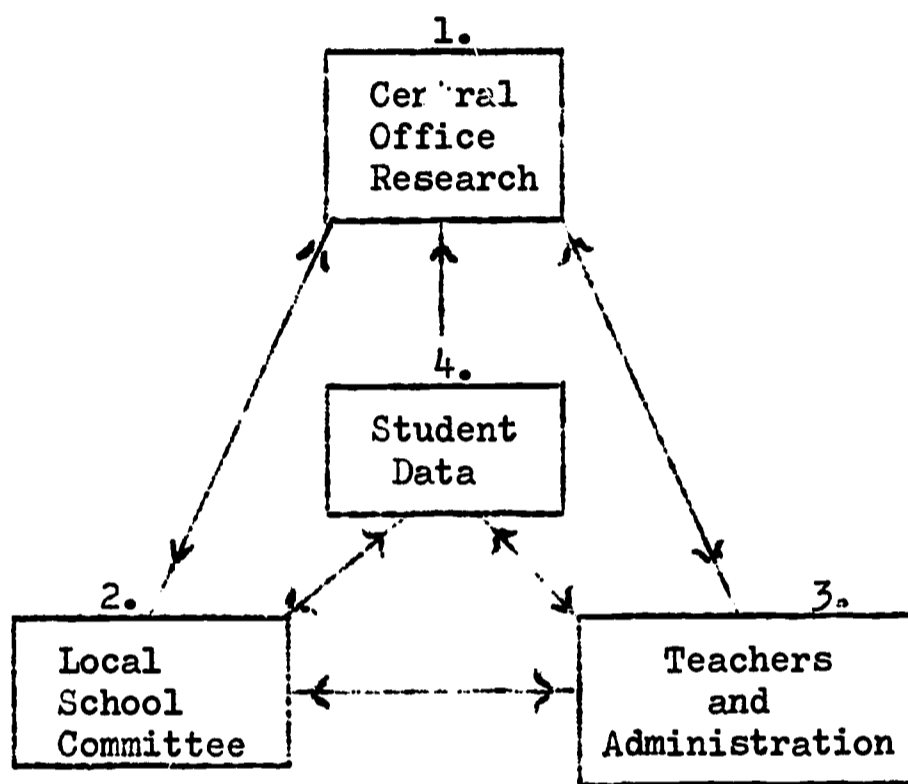 1.
Central
Office
Research
4.
Student
Data
2.
Local
School
Committee
3.
Teachers
and
Administration